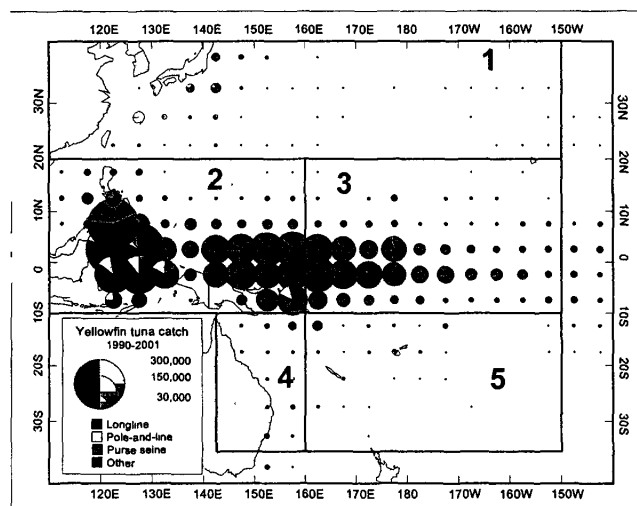 120E 130E 140E 150E 160E 170E 180 170W 160W 150W
1
30N 30N
20N 20N
2 3
10N 10N
0 0
10S 10S
Yellowfin tuna catch
1990-2001
300,000
150,000
30,000
Longline
Pole-and-line
Purse seine
Other
4 5
20S 20S
30S 30S
120E 130E 140E 150E 160E 170E 180 170W 160W 150W